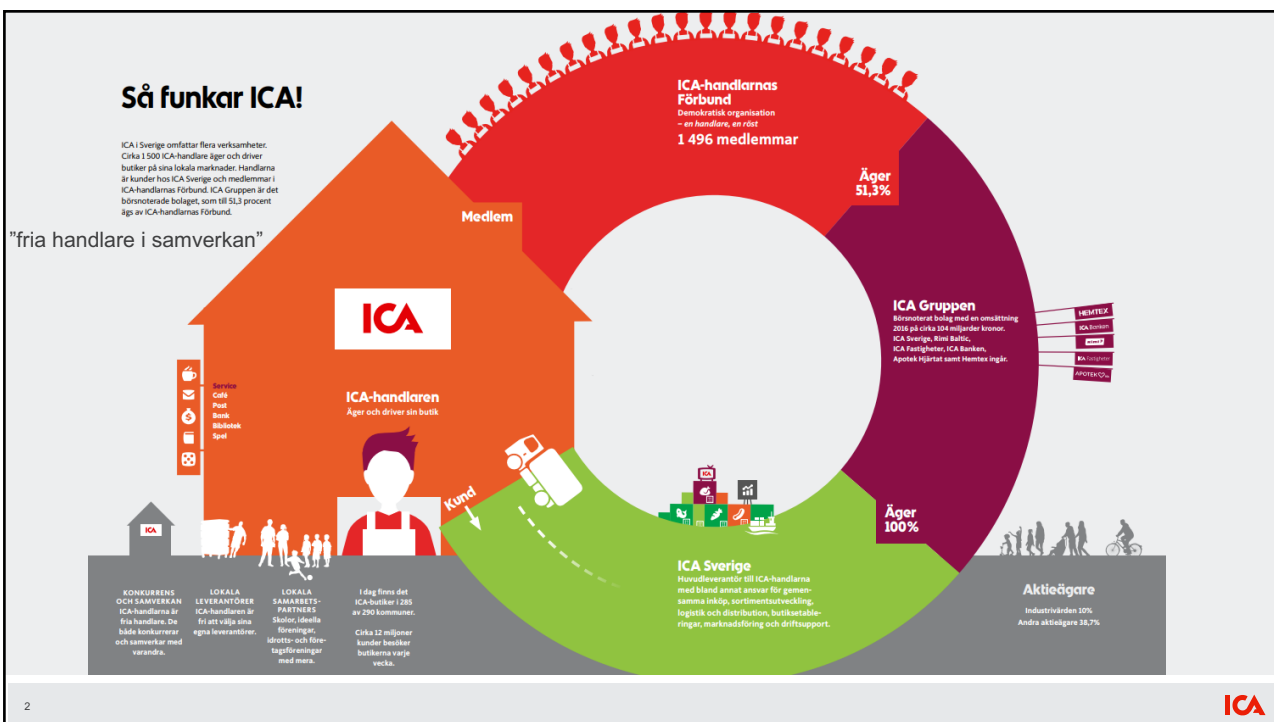 Så funkar ICA!
ICA i Sverige omfattar flera verksamheter.
Cirka 1 500 ICA-handlare äger och driver
butiker på sina lokala marknader. Handlarna
är kunder hos ICA Sverige och medlemmar i
ICA-handlarnas Förbund. ICA Gruppen är det
börsnoterade bolaget, som till 51,3 procent
ägs av ICA-handlarnas Förbund.
"fria handlare i samverkan"
ICA-handlarnas
Förbund
Demokratisk organisation
– en handlare, en röst
1 496 medlemmar
Äger
51,3%
Medlem
ICA
ICA-handlaren
Äger och driver sin butik
Service
Café
Post
Bank
Bibliotek
Spel
ICA Gruppen
Börsnoterat bolag med en omsättning
2016 på cirka 104 miljarder kronor.
ICA Sverige, Rimi Baltic,
ICA Fastigheter, ICA Banken,
Apotek Hjärtat samt Hemtex ingår.
HEMTEX
ICA Banken
ICA Fastigheter
APOTEK
Kund
ICA
Äger
100%
ICA Sverige
Huvudleverantör till ICA-handlarna
med bland annat ansvar för gemen-
samma inköp, sortimentsutveckling,
logistik och distribution, butiksetable-
ringar, marknadsföring och driftsupport.
ICA
KONKURRENS
OCH SAMVERKAN
ICA-handlarna är
fria handlare. De
både konkurrerar
och samverkar med
varandra.
LOKALA
LEVERANTÖRER
ICA-handlaren är
fri att välja sina
egna leverantörer.
LOKALA
SAMARBETS-
PARTNERS
Skolor, ideella
föreningar,
idrotts- och före-
tagsföreningar
med mera.
I dag finns det
ICA-butiker i 285
av 290 kommuner.
Cirka 12 miljoner
kunder besöker
butikerna varje
vecka.
Aktieägare
Industrivärden 10%
Andra aktieägare 38,7%
2
ICA